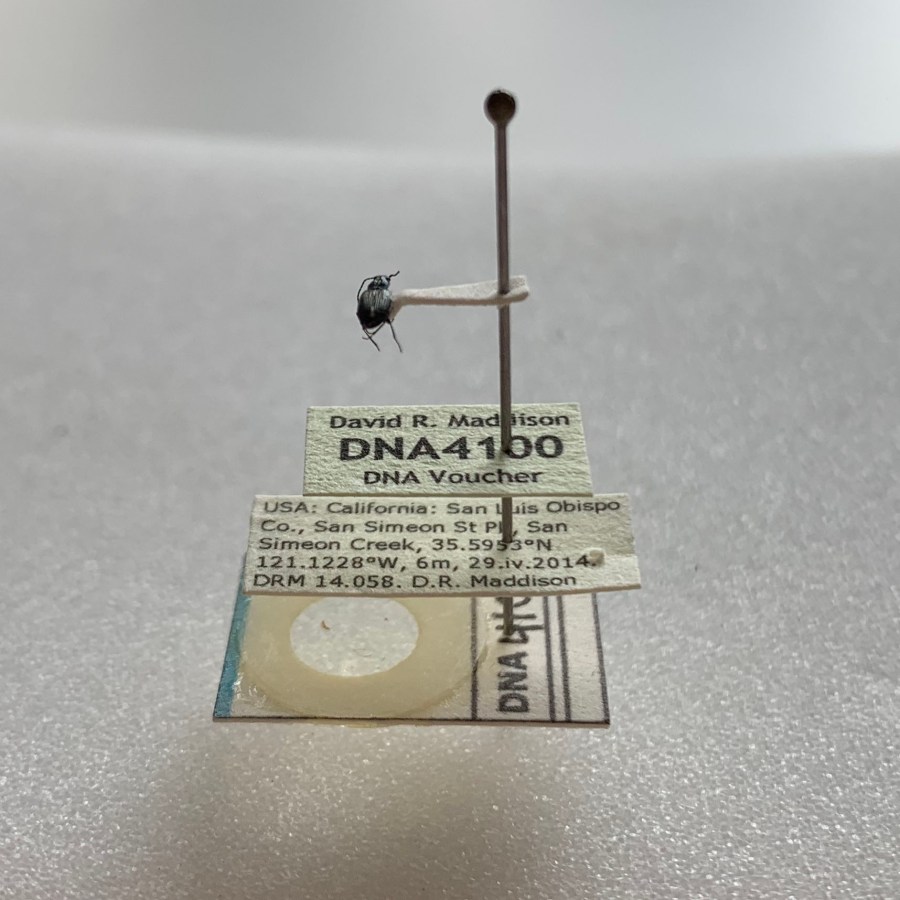 David R. Maddison
DNA4100
DNA Voucher
USA: California: San Luis Obispo
Co., San Simeon St Pk, San
Simeon Creek, 35.5953°N
121.1228°W, 6m, 29.iv.2014.
DRM 14.058. D.R. Maddison
DNA